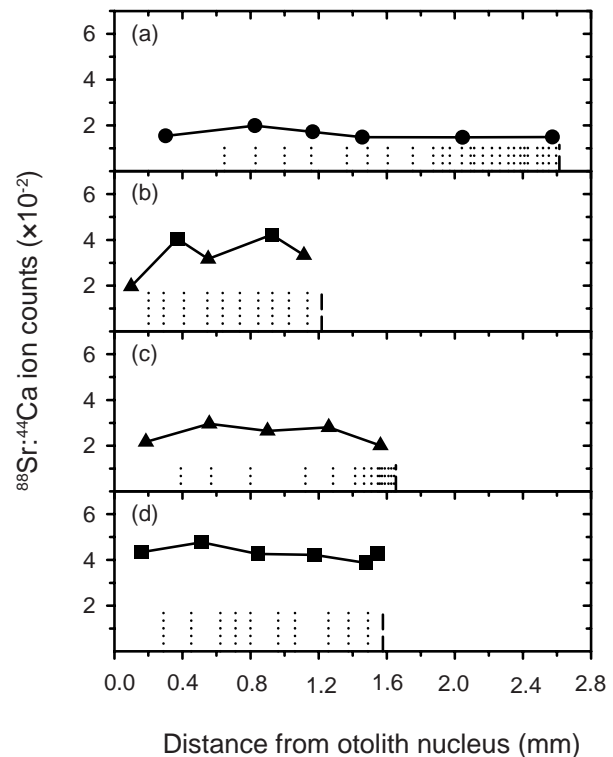 (a)
6
4
2
(b)
6
4
2
(c)
6
4
2
(d)
6
4
2
0.0 0.4 0.8 1.2 1.6 2.0 2.4 2.8
Distance from otolith nucleus (mm)
⁸⁸Sr:⁴⁴Ca ion counts (×10⁻²)